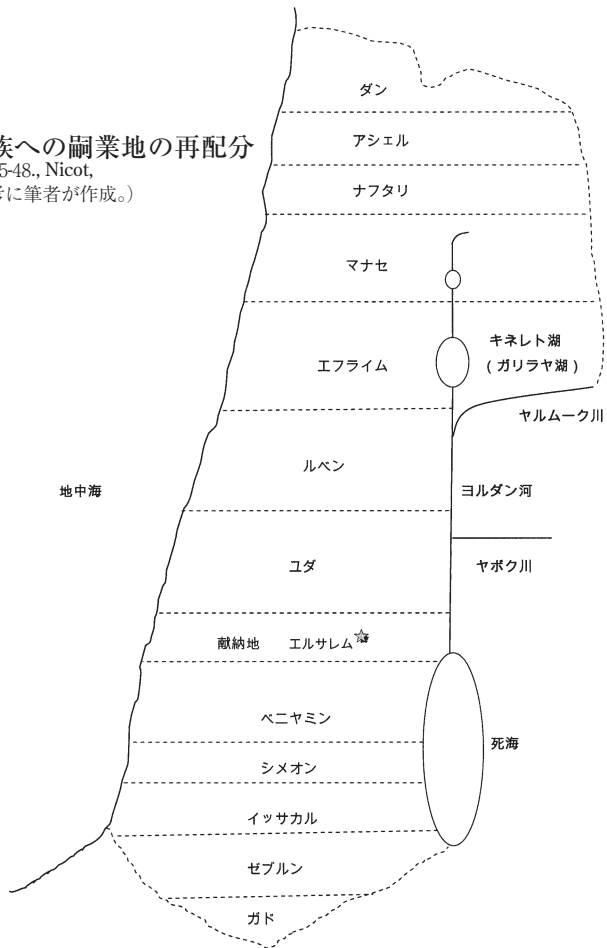 ダン
族への嗣業地の再配分
5-48., Nicot,
アシェル
に筆者が作成。）
ナフタリ
マナセ
キネレト湖
（ガリラヤ湖）
エフライム
ヤルムーク川
ルベン
地中海
ヨルダン河
ユダ
ヤボク川
献納地 エルサレム
ベニヤミン
死海
シメオン
イッサカル
ゼブルン
ガド